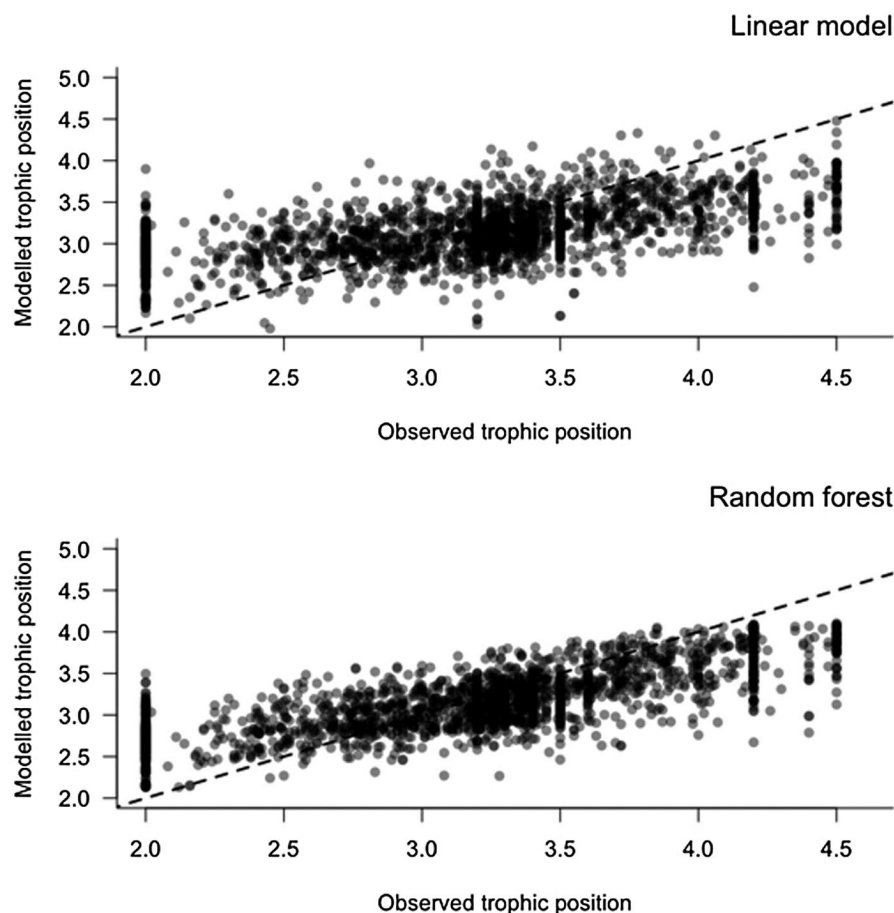 Linear model
Modelled trophic position
5.0
4.5
4.0
3.5
3.0
2.5
2.0
2.0 2.5 3.0 3.5 4.0 4.5
Observed trophic position
Random forest
Modelled trophic position
5.0
4.5
4.0
3.5
3.0
2.5
2.0
2.0 2.5 3.0 3.5 4.0 4.5
Observed trophic position